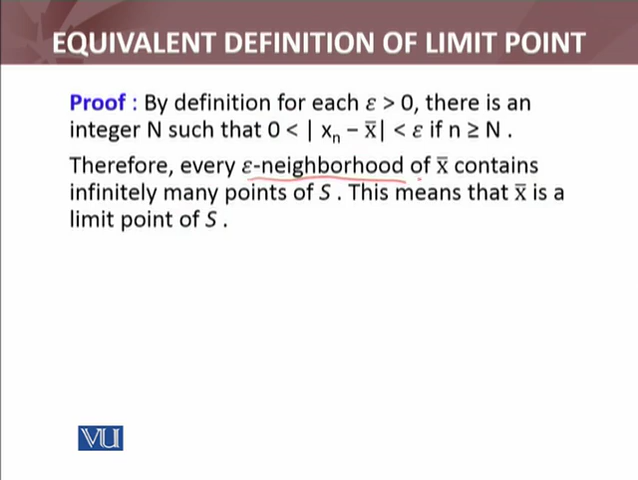 EQUIVALENT DEFINITION OF LIMIT POINT
Proof : By definition for each ε > 0, there is an
integer N such that 0 < | xₙ − x̅| < ε if n ≥ N .
Therefore, every ε-neighborhood of x̅ contains
infinitely many points of S . This means that x̅ is a
limit point of S .
VU